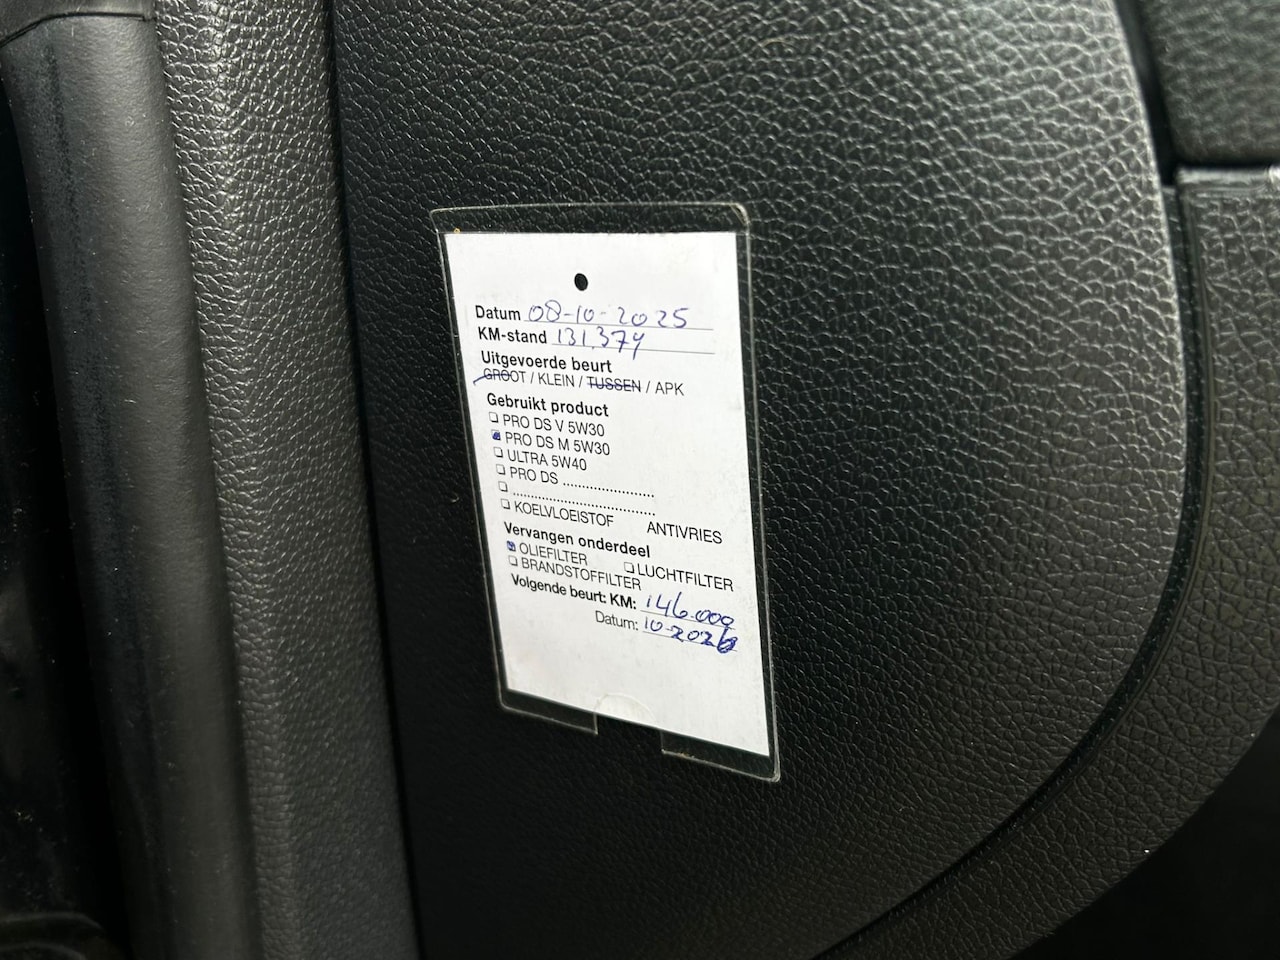 Datum 08-10-2025
KM-stand 131.379
Uitgevoerde beurt
GROOT / KLEIN / TUSSEN / APK
Gebruikt product
PRO DS V 5W30
PRO DS M 5W30
ULTRA 5W40
PRO DS ........................
.....................................
KOELVLOEISTOF ANTIVRIES
Vervangen onderdeel
OLIEFILTER LUCHTFILTER
BRANDSTOFFILTER
Volgende beurt: KM: 146.000
Datum: 10-2026